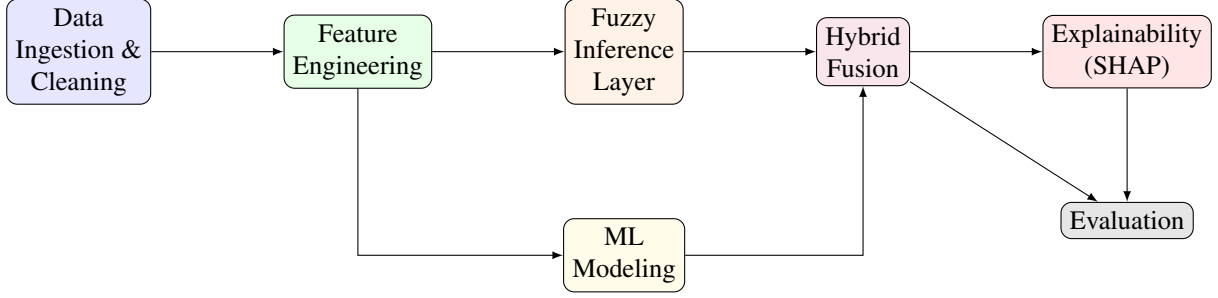 Data
Ingestion &
Cleaning
Feature
Engineering
Fuzzy
Inference
Layer
Hybrid
Fusion
Explainability
(SHAP)
ML
Modeling
Evaluation